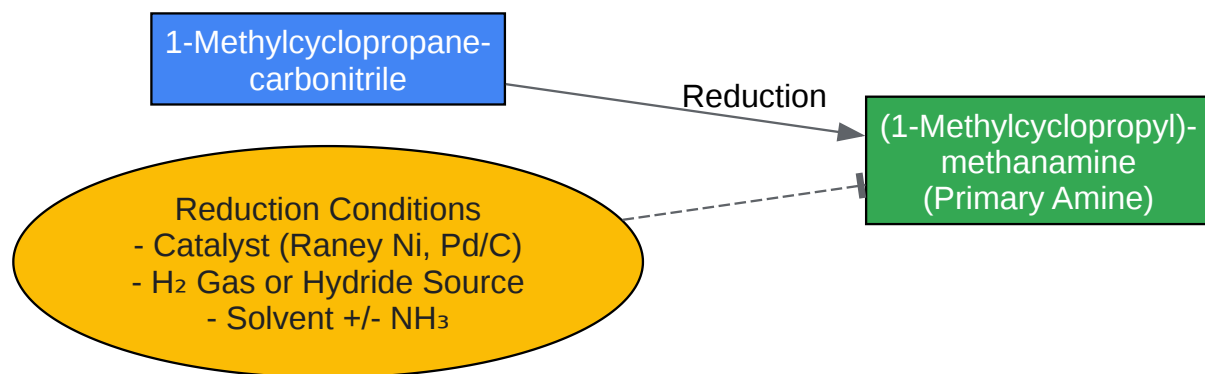 1-Methylcyclopropane-
carbonitrile
Reduction
(1-Methylcyclopropyl)-
methanamine
(Primary Amine)
Reduction Conditions
- Catalyst (Raney Ni, Pd/C)
- H₂ Gas or Hydride Source
- Solvent +/- NH₃